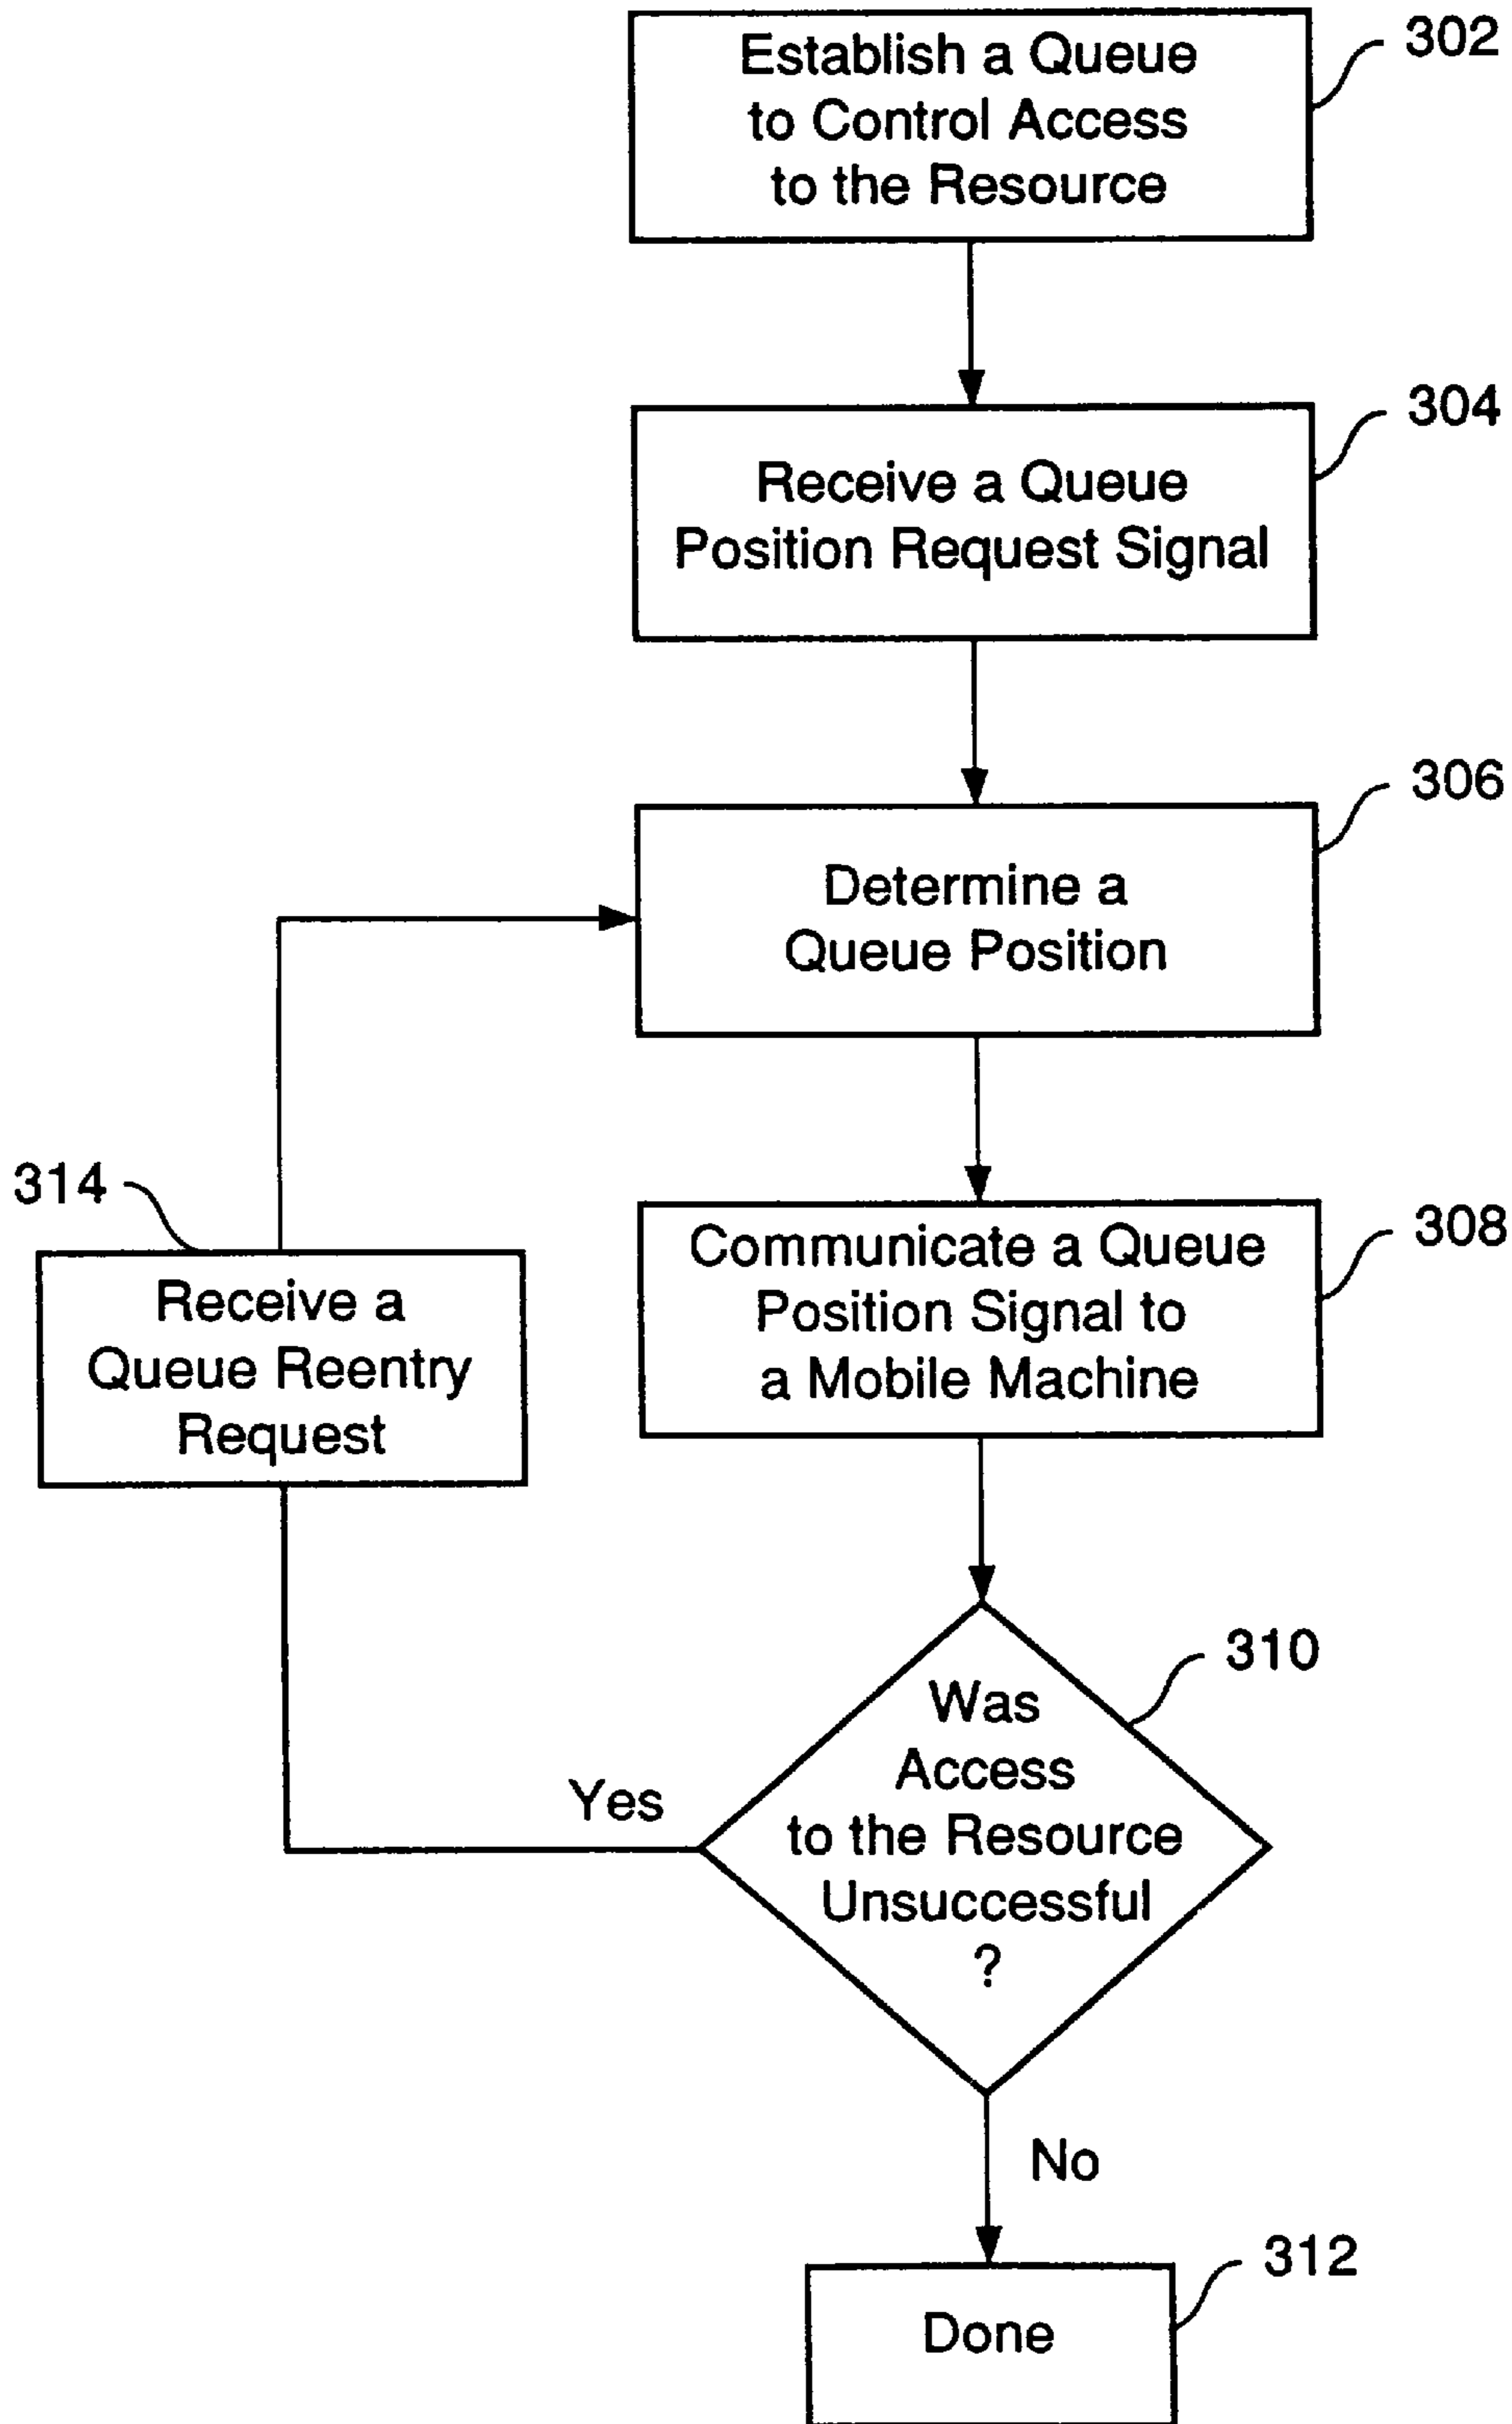 Establish a Queue
to Control Access
to the Resource
302
Receive a Queue
Position Request Signal
304
Determine a
Queue Position
306
Communicate a Queue
Position Signal to
a Mobile Machine
308
314
Receive a
Queue Reentry
Request
Was
Access
to the Resource
Unsuccessful
?
310
Yes
No
Done
312